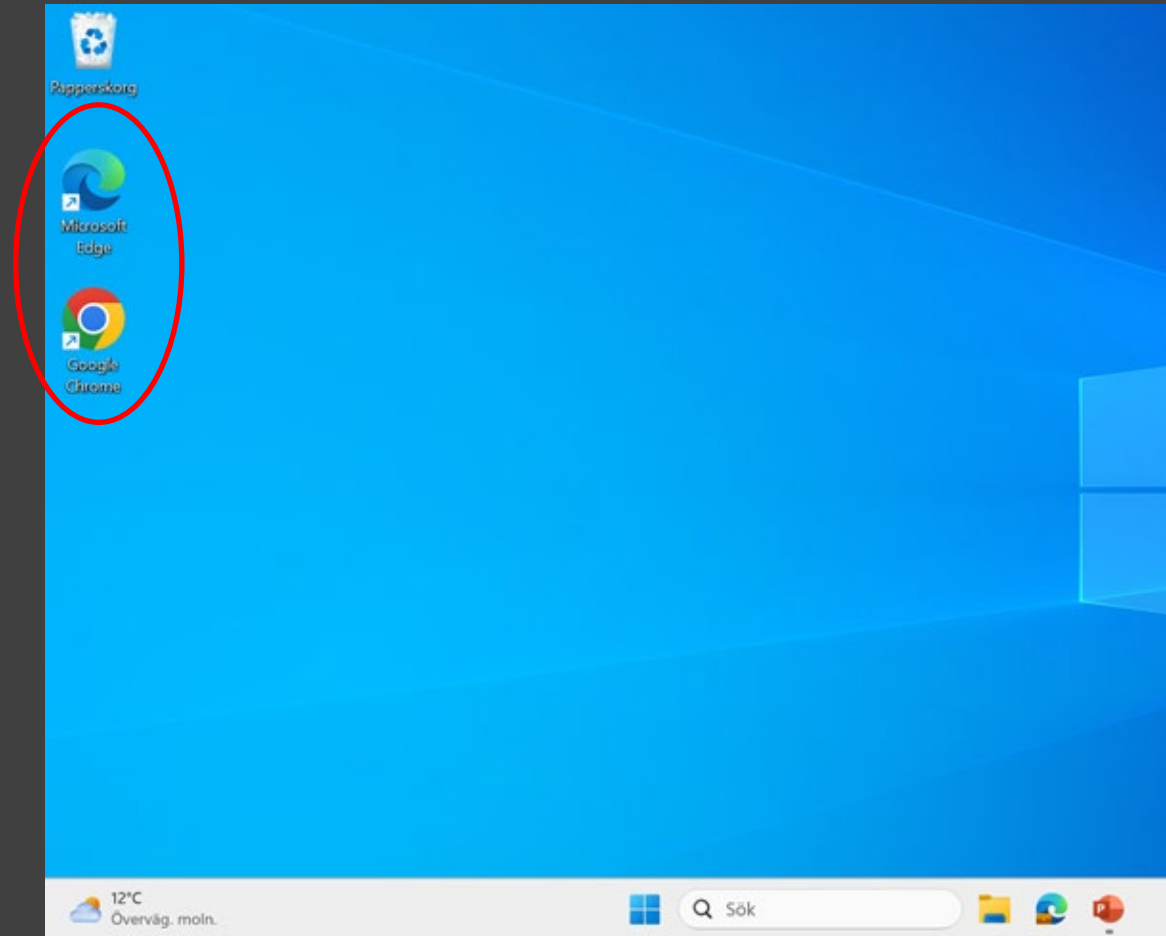 Papperskorg
Microsoft
Edge
Google
Chrome
12°C
Överväg. moln.
Sök
P